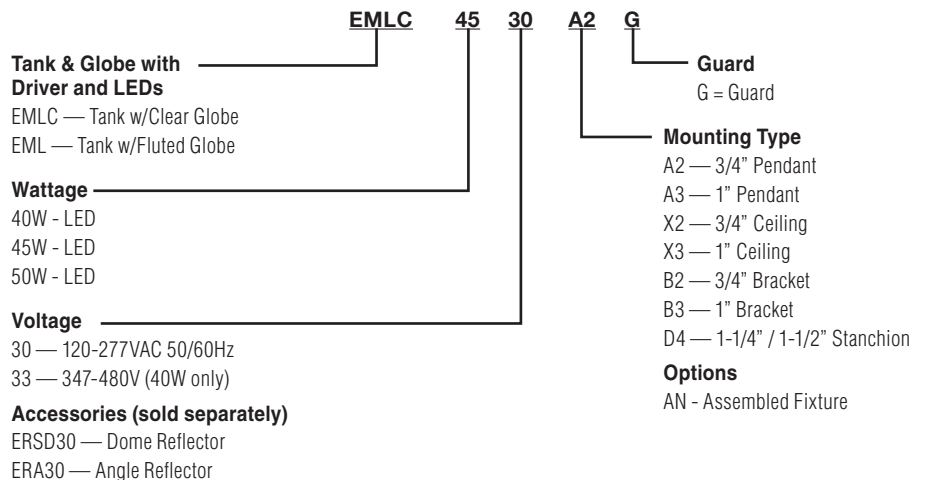 EMLC 45 30 A2 G
Tank & Globe with
Driver and LEDs
EMLC — Tank w/Clear Globe
EML — Tank w/Fluted Globe
Wattage
40W - LED
45W - LED
50W - LED
Voltage
30 — 120-277VAC 50/60Hz
33 — 347-480V (40W only)
Accessories (sold separately)
ERSD30 — Dome Reflector
ERA30 — Angle Reflector
Guard
G = Guard
Mounting Type
A2 — 3/4” Pendant
A3 — 1” Pendant
X2 — 3/4” Ceiling
X3 — 1” Ceiling
B2 — 3/4” Bracket
B3 — 1” Bracket
D4 — 1-1/4” / 1-1/2” Stanchion
Options
AN - Assembled Fixture